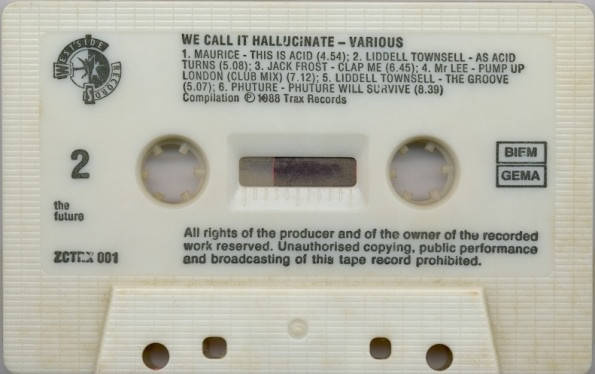 WE CALL IT HALLUCINATE – VARIOUS
1. MAURICE - THIS IS ACID (4.54); 2. LIDDELL TOWNSELL - AS ACID
TURNS (5.08); 3. JACK FROST - CLAP ME (6.45); 4. Mr LEE - PUMP UP
LONDON (CLUB MIX) (7.12); 5. LIDDELL TOWNSELL - THE GROOVE
(5.07); 6. PHUTURE - PHUTURE WILL SURVIVE (8.39)
Compilation ℗ 1988 Trax Records
WESTSIDE RECORDS
2
BIEM
GEMA
the
future
All rights of the producer and of the owner of the recorded
work reserved. Unauthorised copying, public performance
and broadcasting of this tape record prohibited.
ZCTRX 001